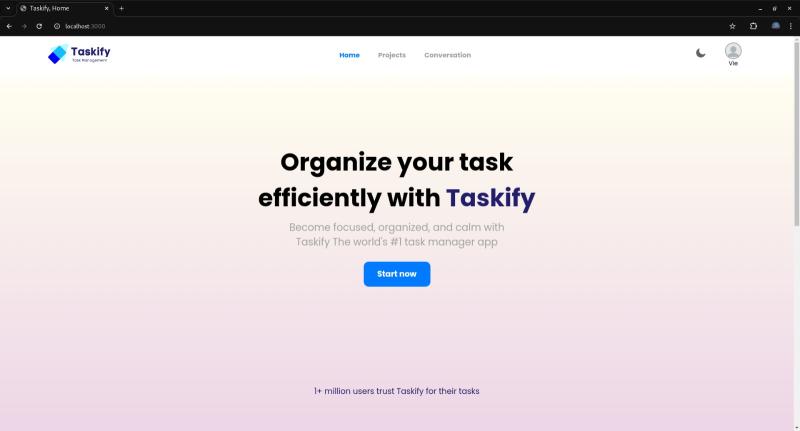 Taskify, Home
localhost:3000
Taskify
Task Management
Home
Projects
Conversation
Vie
Organize your task
efficiently with Taskify
Become focused, organized, and calm with
Taskify The world's #1 task manager app
Start now
1+ million users trust Taskify for their tasks